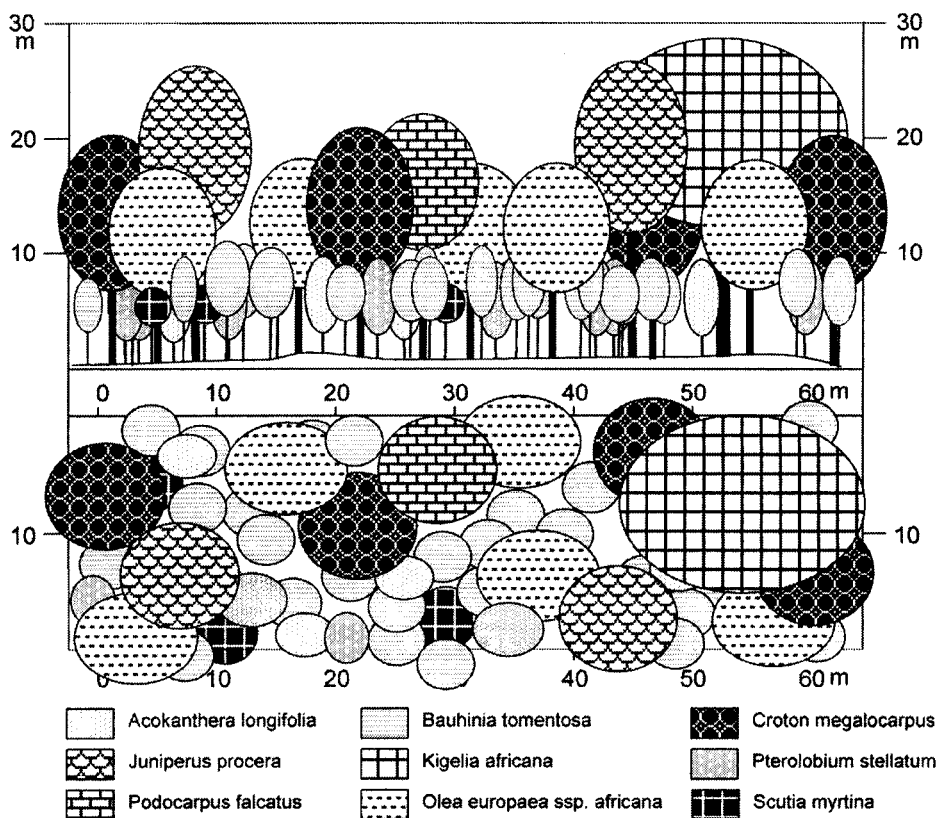 30 30
m m
20 20
10 10
0 10 20 30 40 50 60 m
10 10
0 10 20 30 40 50 60 m
Acokanthera longifolia Bauhinia tomentosa Croton megalocarpus
Juniperus procera Kigelia africana Pterolobium stellatum
Podocarpus falcatus Olea europaea ssp. africana Scutia myrtina